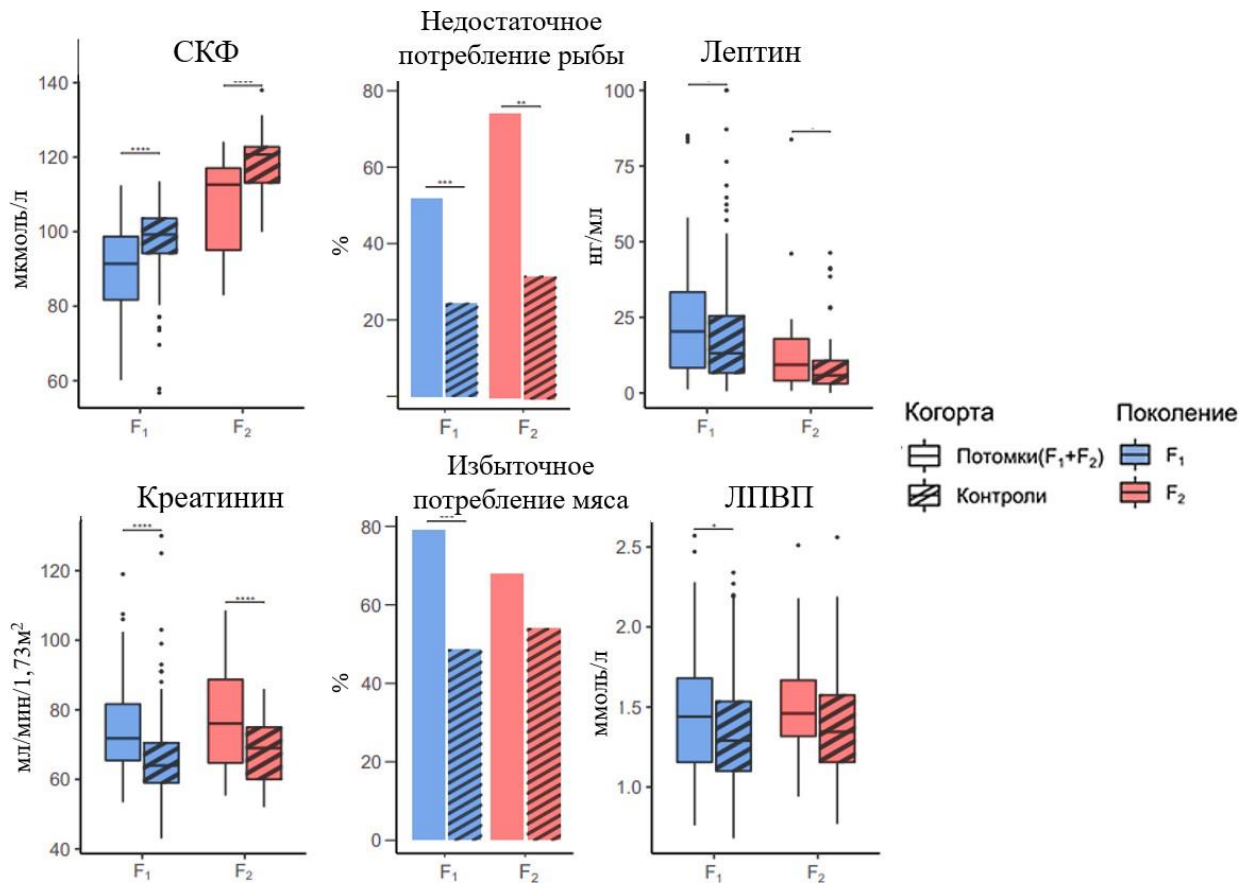 СКФ
мкмоль/л
140
120
100
80
60
****
****
F₁
F₂
Недостаточное
потребление рыбы
%
80
60
40
20
***
**
F₁
F₂
Лептин
нг/мл
100
75
50
25
0
F₁
F₂
Креатинин
мл/мин/1,73м²
120
100
80
60
40
****
****
F₁
F₂
Избыточное
потребление мяса
%
80
60
40
20
0
***
F₁
F₂
ЛПВП
ммоль/л
2.5
2.0
1.5
1.0
*
F₁
F₂
Когорта
Потомки(F₁+F₂)
Контроли
Поколение
F₁
F₂